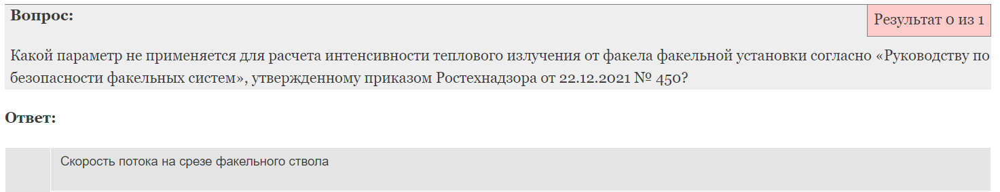 Вопрос:
Результат 0 из 1
Какой параметр не применяется для расчета интенсивности теплового излучения от факела факельной установки согласно «Руководству по
безопасности факельных систем», утвержденному приказом Ростехнадзора от 22.12.2021 № 450?
Ответ:
Скорость потока на срезе факельного ствола